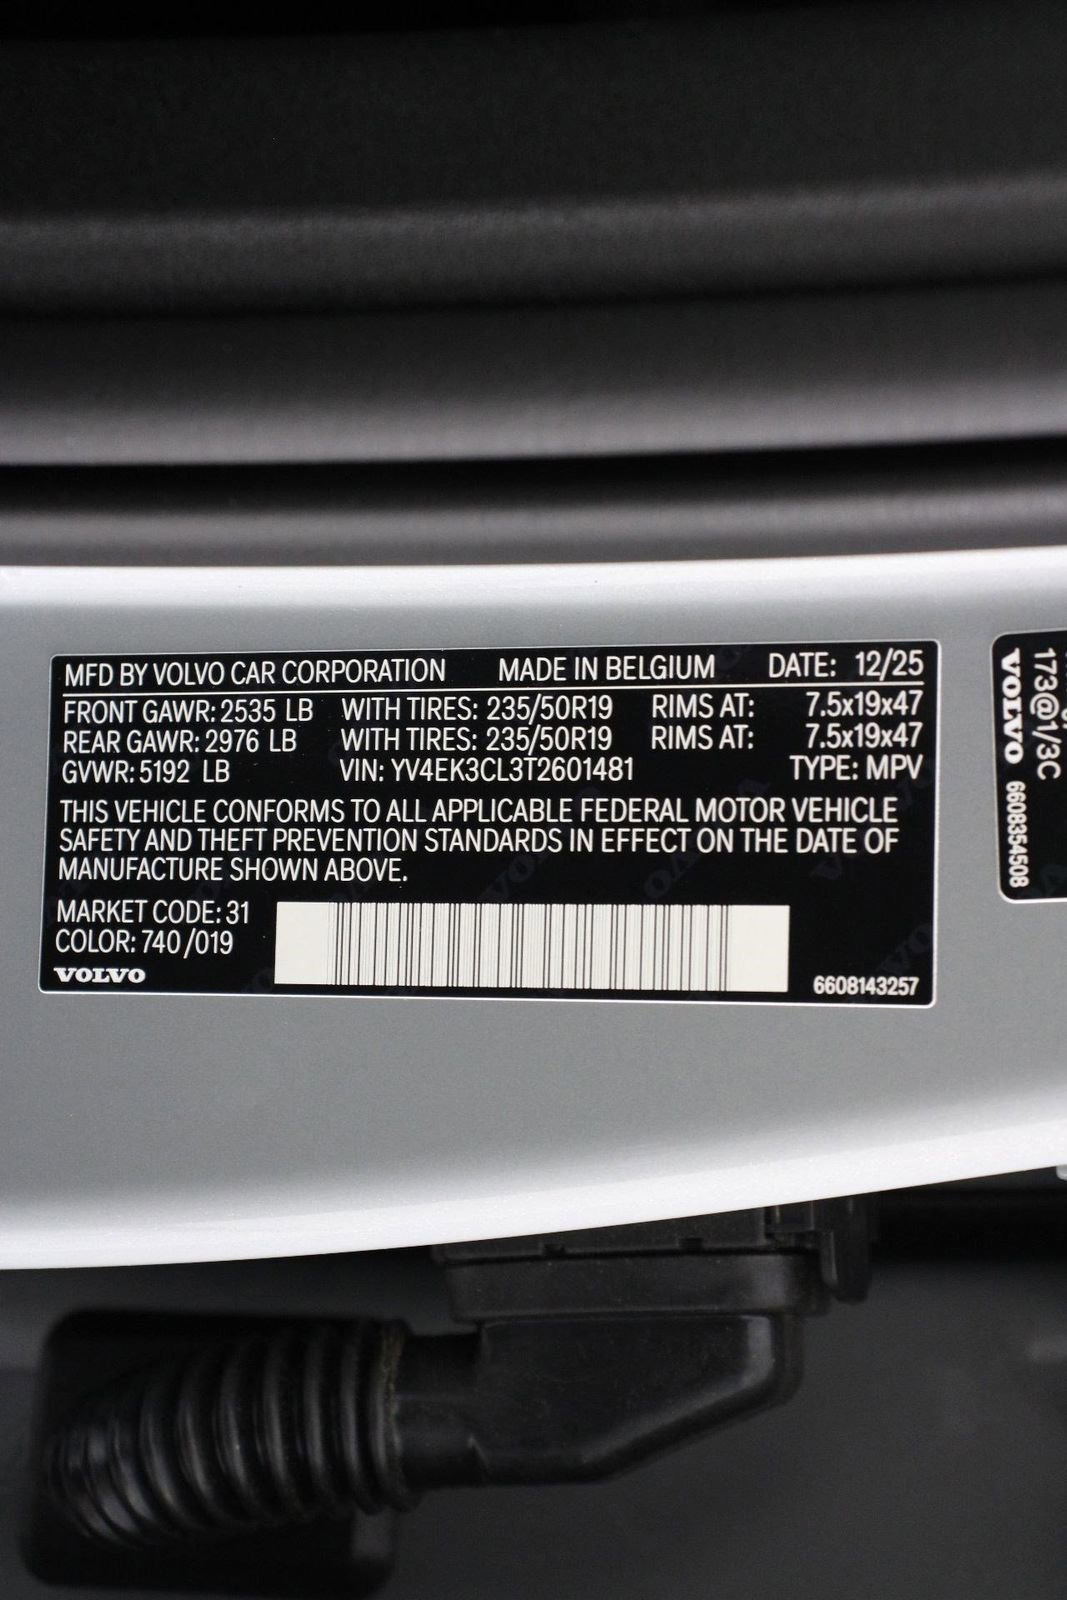 MFD BY VOLVO CAR CORPORATION MADE IN BELGIUM DATE: 12/25
FRONT GAWR: 2535 LB WITH TIRES: 235/50R19 RIMS AT: 7.5x19x47
REAR GAWR: 2976 LB WITH TIRES: 235/50R19 RIMS AT: 7.5x19x47
GVWR: 5192 LB VIN: YV4EK3CL3T2601481 TYPE: MPV
THIS VEHICLE CONFORMS TO ALL APPLICABLE FEDERAL MOTOR VEHICLE
SAFETY AND THEFT PREVENTION STANDARDS IN EFFECT ON THE DATE OF
MANUFACTURE SHOWN ABOVE.
MARKET CODE: 31
COLOR: 740/019
VOLVO
6608143257
173@1/3C
VOLVO 6608354508